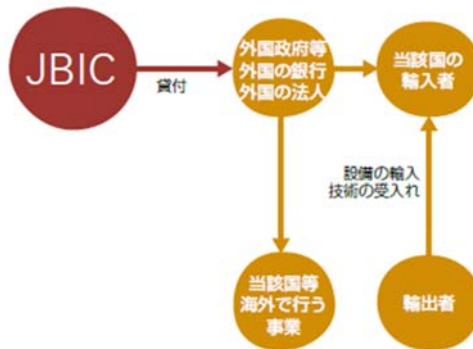 JBIC
貸付
外国政府等
外国の銀行
外国の法人
当該国の
輸入者
設備の輸入
技術の受入れ
当該国等
海外で行う
事業
輸出者